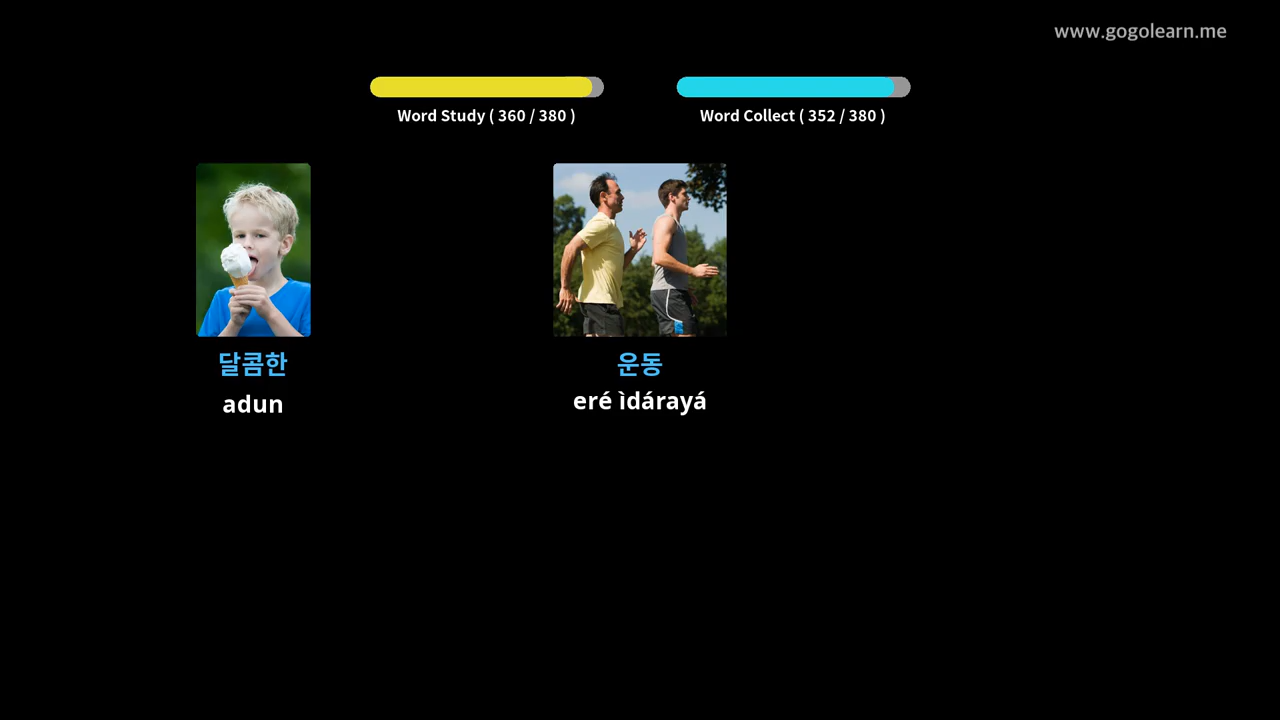 www.gogolearn.me
Word Study ( 360 / 380 )
Word Collect ( 352 / 380 )
달콤한
adun
운동
eré ìdárayá